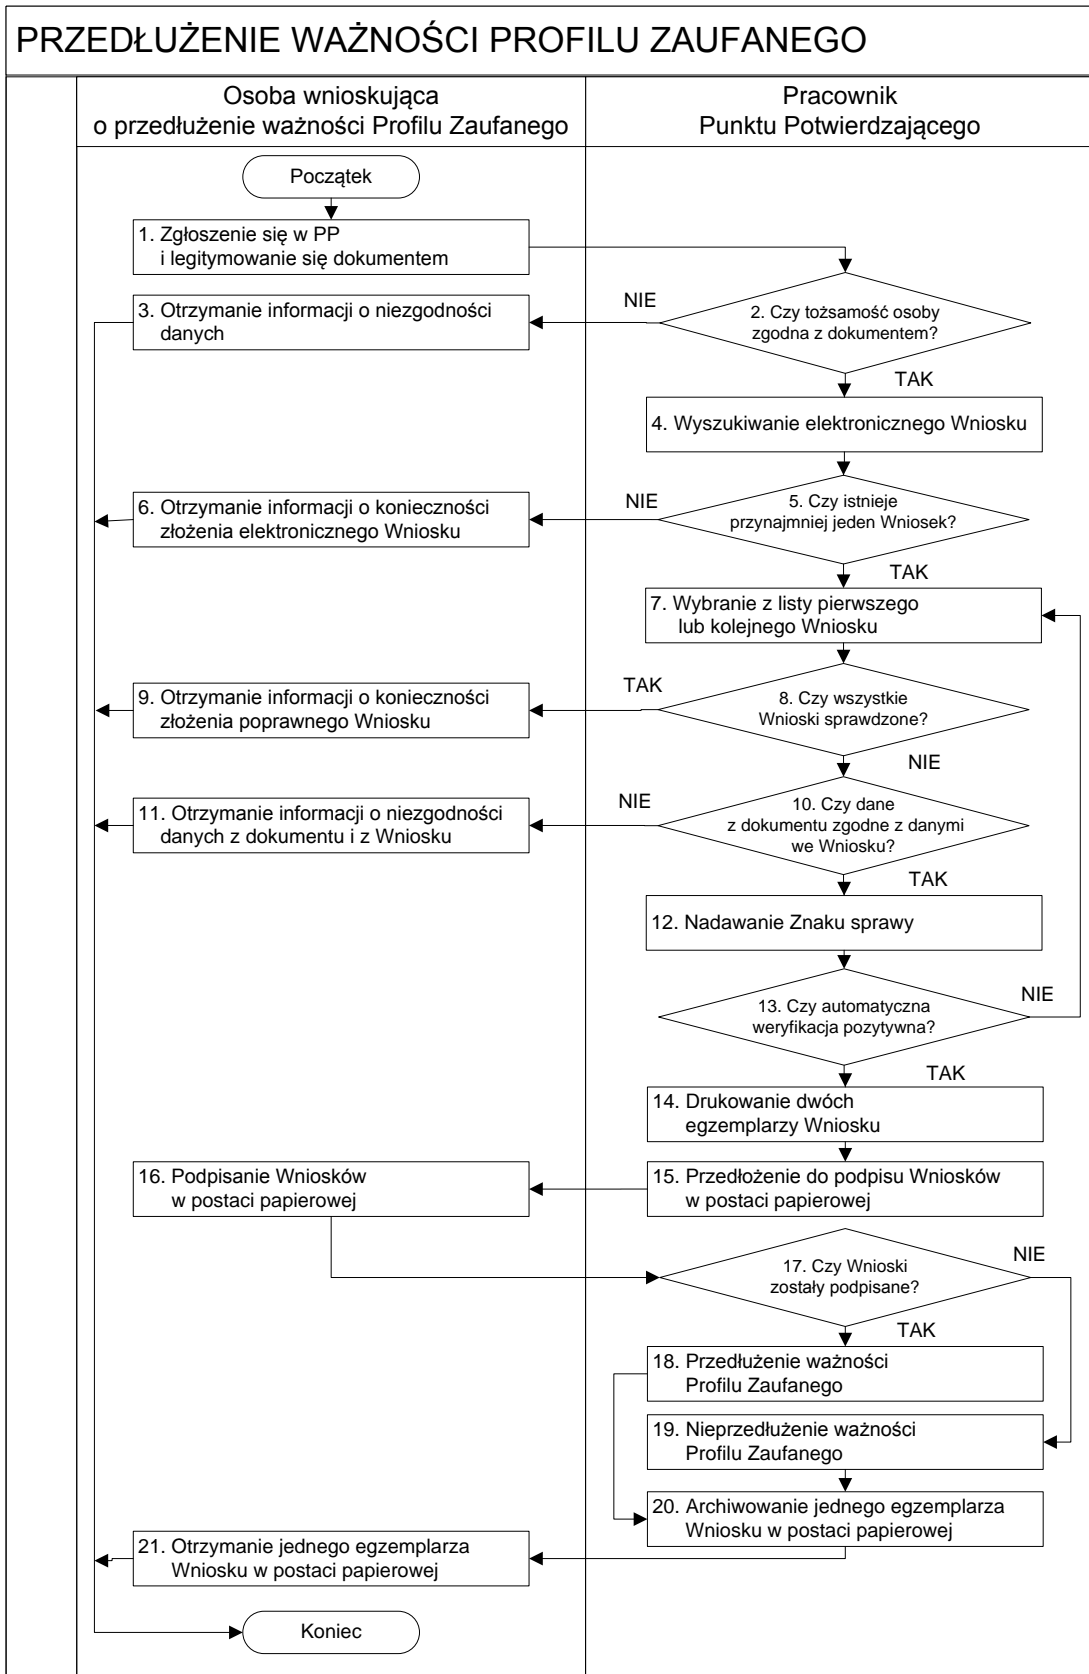 PRZEDŁUŻENIE WAŻNOŚCI PROFILU ZAUFANEGO
Osoba wnioskująca
o przedłużenie ważności Profilu Zaufanego
Pracownik
Punktu Potwierdzającego
Początek
1. Zgłoszenie się w PP
i legitymowanie się dokumentem
2. Czy tożsamość osoby
zgodna z dokumentem?
NIE
3. Otrzymanie informacji o niezgodności
danych
TAK
4. Wyszukiwanie elektronicznego Wniosku
5. Czy istnieje
przynajmniej jeden Wniosek?
NIE
6. Otrzymanie informacji o konieczności
złożenia elektronicznego Wniosku
TAK
7. Wybranie z listy pierwszego
lub kolejnego Wniosku
8. Czy wszystkie
Wnioski sprawdzone?
TAK
9. Otrzymanie informacji o konieczności
złożenia poprawnego Wniosku
NIE
10. Czy dane
z dokumentu zgodne z danymi
we Wniosku?
NIE
11. Otrzymanie informacji o niezgodności
danych z dokumentu i z Wniosku
TAK
12. Nadawanie Znaku sprawy
13. Czy automatyczna
weryfikacja pozytywna?
NIE
TAK
14. Drukowanie dwóch
egzemplarzy Wniosku
15. Przedłożenie do podpisu Wniosków
w postaci papierowej
16. Podpisanie Wniosków
w postaci papierowej
17. Czy Wnioski
zostały podpisane?
NIE
TAK
18. Przedłużenie ważności
Profilu Zaufanego
19. Nieprzedłużenie ważności
Profilu Zaufanego
20. Archiwowanie jednego egzemplarza
Wniosku w postaci papierowej
21. Otrzymanie jednego egzemplarza
Wniosku w postaci papierowej
Koniec